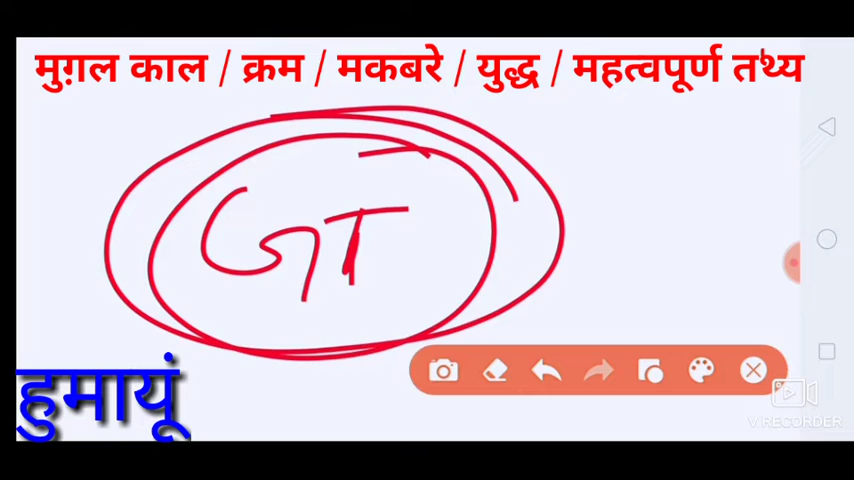 मुग़ल काल / क्रम / मकबरे / युद्ध / महत्वपूर्ण तथ्य
GT
हुमायूं
V.RECORDER